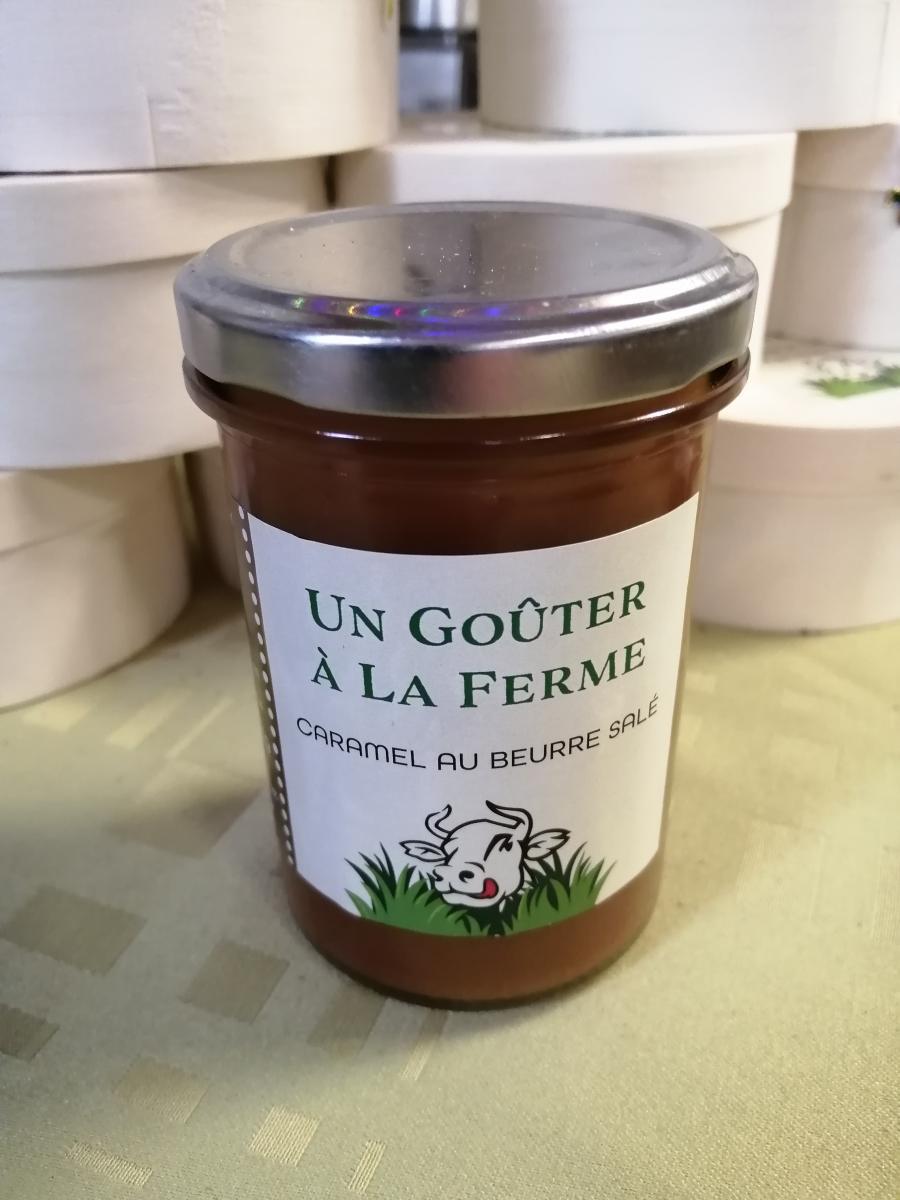 UN GOÛTER
À LA FERME
CARAMEL AU BEURRE SALÉ